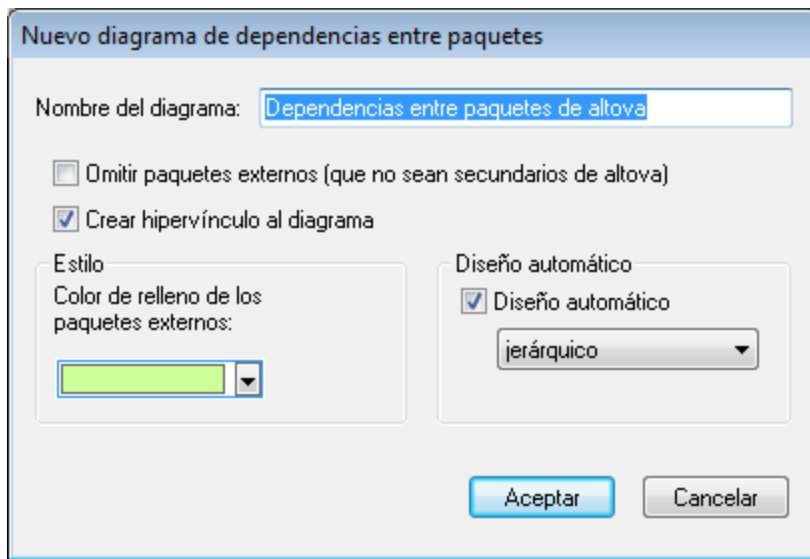 Nuevo diagrama de dependencias entre paquetes
Nombre del diagrama: Dependencias entre paquetes de altova
Omitir paquetes externos (que no sean secundarios de altova)
Crear hipervínculo al diagrama
Estilo
Color de relleno de los
paquetes externos:
Diseño automático
Diseño automático
jerárquico
Aceptar
Cancelar